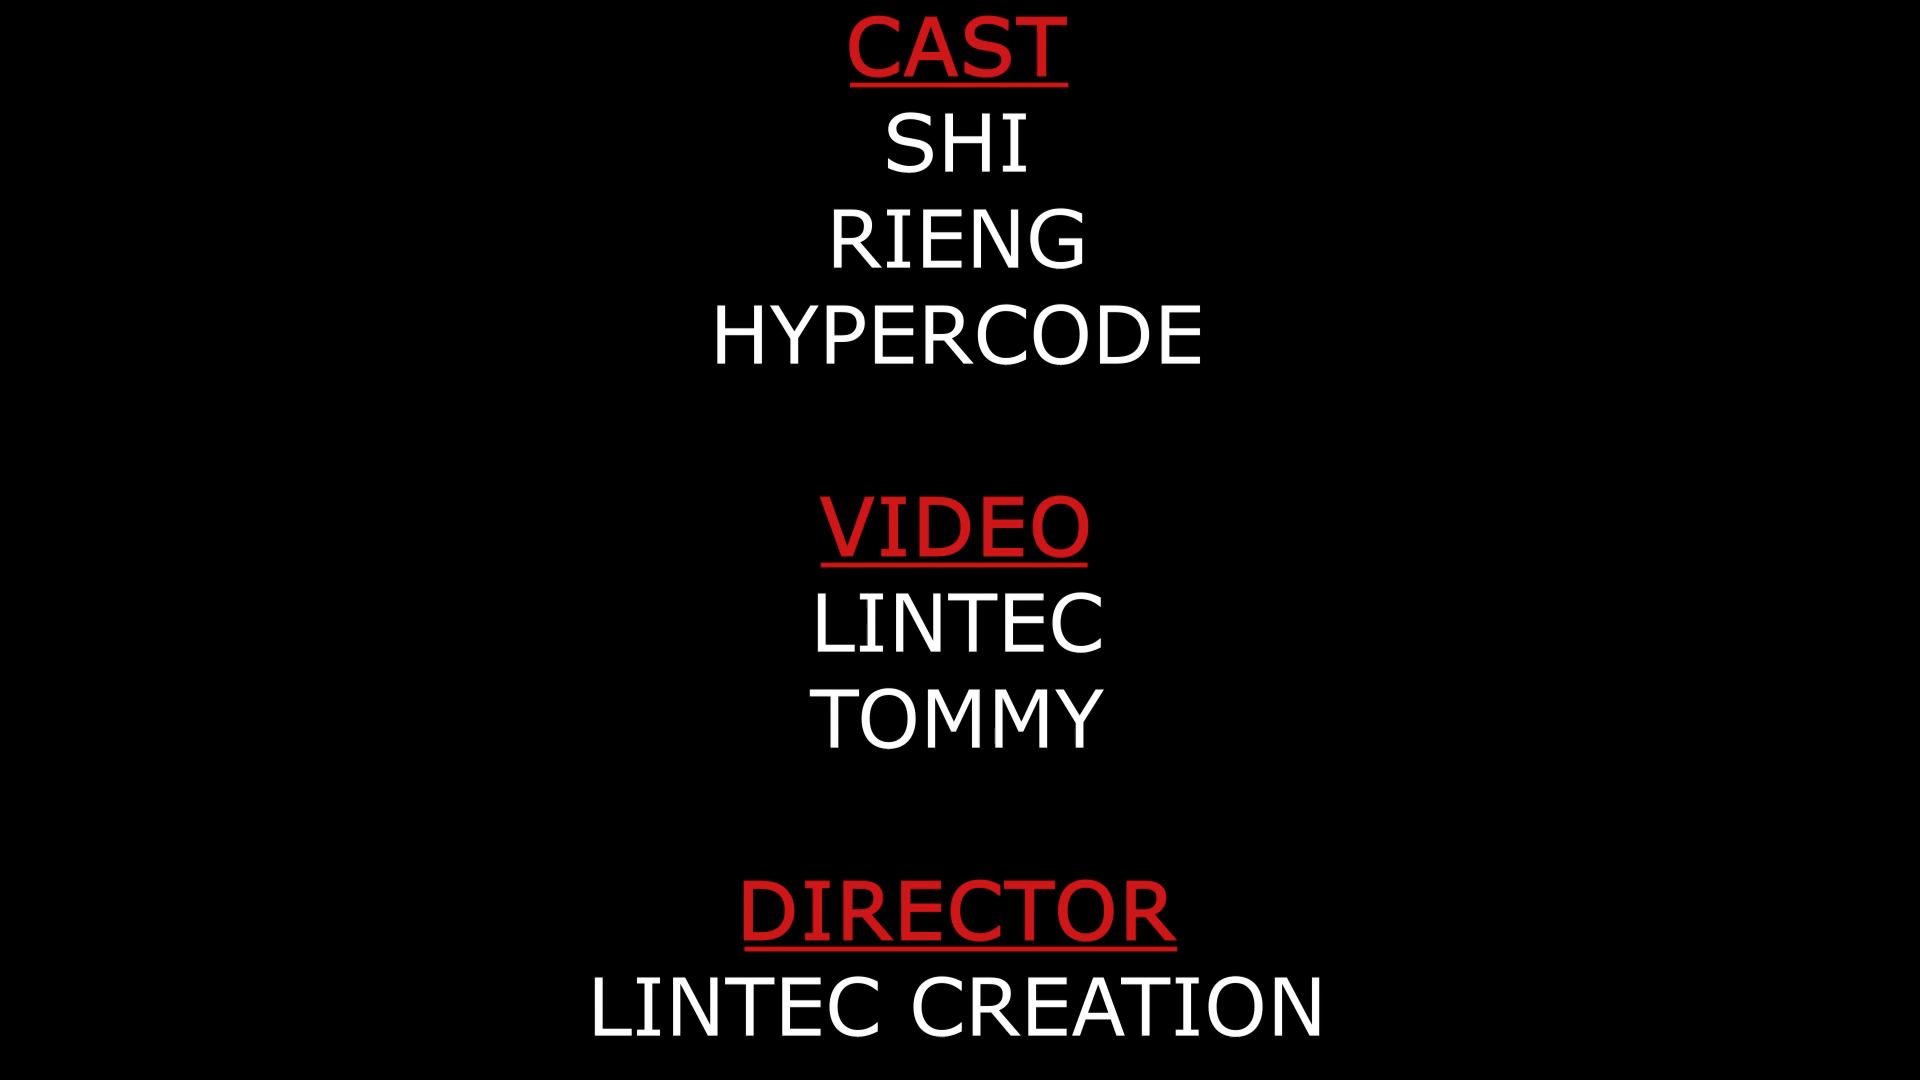 CAST
SHI
RIENG
HYPERCODE
VIDEO
LINTEC
TOMMY
DIRECTOR
LINTEC CREATION